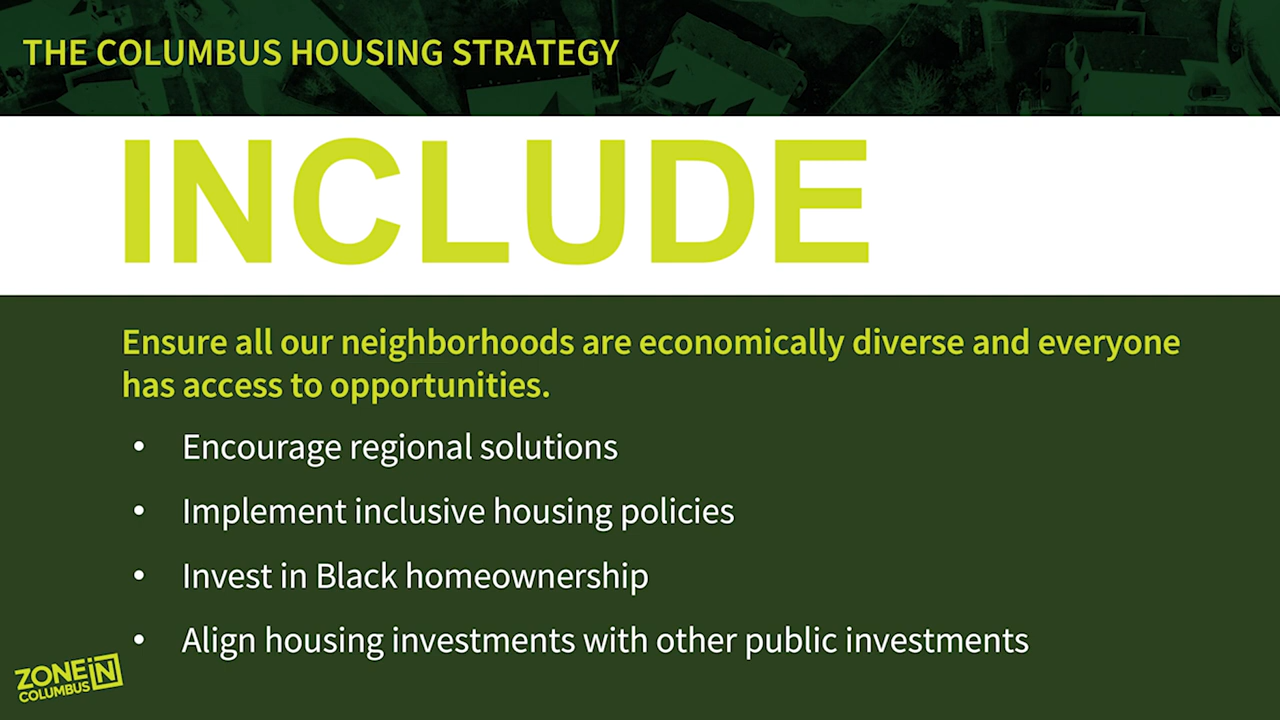 THE COLUMBUS HOUSING STRATEGY
INCLUDE
Ensure all our neighborhoods are economically diverse and everyone
has access to opportunities.
• Encourage regional solutions
• Implement inclusive housing policies
• Invest in Black homeownership
• Align housing investments with other public investments
ZONE iN
COLUMBUS